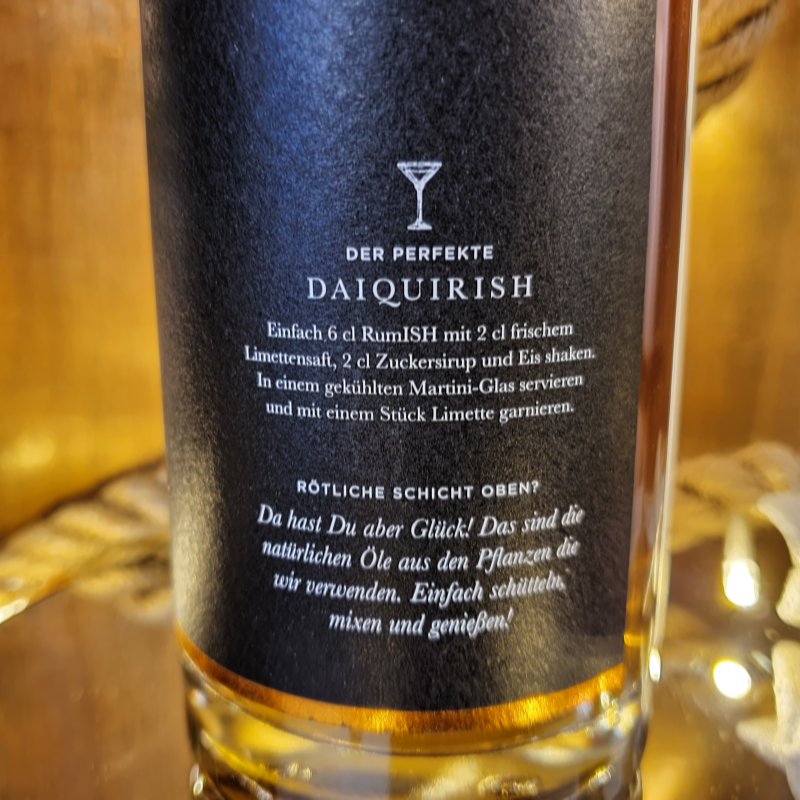 DER PERFEKTE
DAIQUIRISH
Einfach 6 cl RumISH mit 2 cl frischem
Limettensaft, 2 cl Zuckersirup und Eis shaken.
In einem gekühlten Martini-Glas servieren
und mit einem Stück Limette garnieren.
RÖTLICHE SCHICHT OBEN?
Da hast Du aber Glück! Das sind die
natürlichen Öle aus den Pflanzen die
wir verwenden. Einfach schütteln,
mixen und genießen!